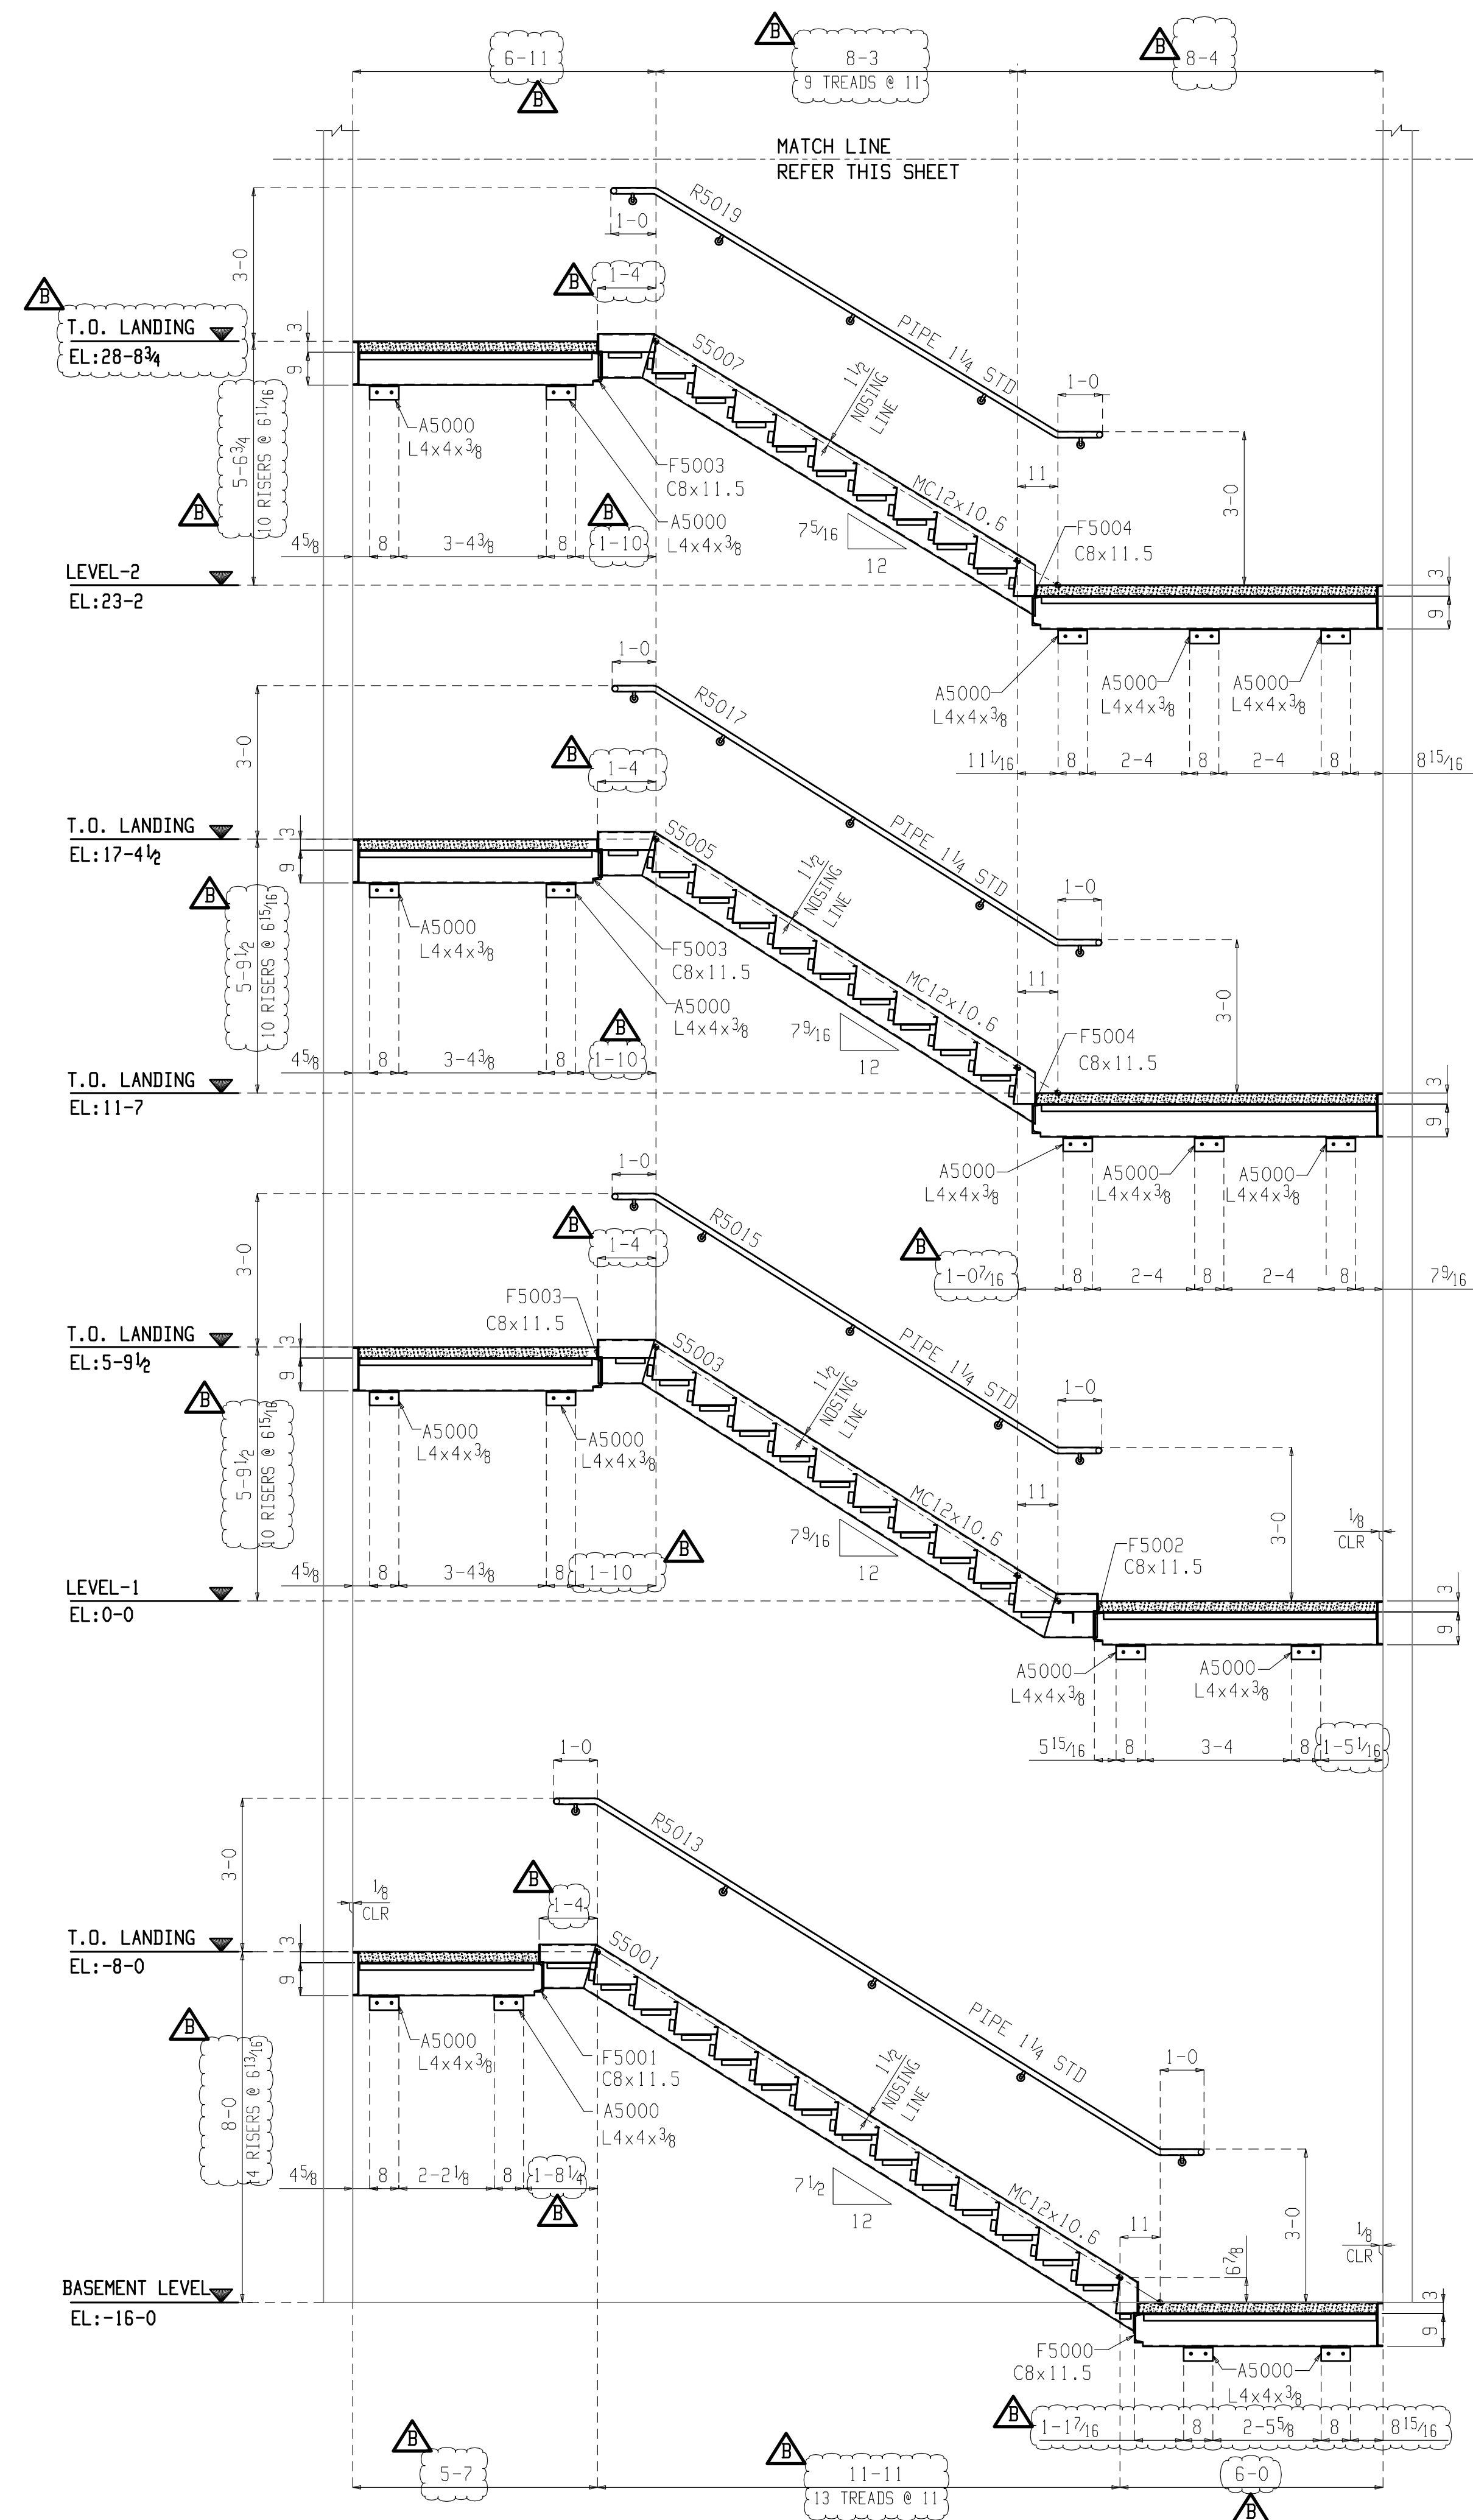 6-11
B
B
8-3
9 TREADS @ 11
B
8-4
MATCH LINE
REFER THIS SHEET
R5019
1-0
3-0
B
1-4
B
T.O. LANDING
EL:28-8¾
3
9
S5007
PIPE 1¼ STD
1-0
1½
NOSING
LINE
A5000
L4x4x⅜
5-6¾
10 RISERS @ 6 11/16
B
F5003
C8x11.5
A5000
L4x4x⅜
MC12x10.6
11
3-0
B
7 5/16
12
F5004
C8x11.5
4⅝
8
3-4⅜
8
1-10
LEVEL-2
EL:23-2
3
9
A5000
L4x4x⅜
A5000
L4x4x⅜
A5000
L4x4x⅜
11 1/16
8
2-4
8
2-4
8
8 15/16
1-0
R5017
3-0
B
1-4
T.O. LANDING
EL:17-4½
3
9
S5005
PIPE 1¼ STD
1-0
1½
NOSING
LINE
B
5-9½
10 RISERS @ 6 15/16
A5000
L4x4x⅜
F5003
C8x11.5
A5000
L4x4x⅜
MC12x10.6
11
3-0
B
7 9/16
12
F5004
C8x11.5
4⅝
8
3-4⅜
8
1-10
T.O. LANDING
EL:11-7
3
9
A5000
L4x4x⅜
A5000
L4x4x⅜
A5000
L4x4x⅜
B
1-0 7/16
8
2-4
8
2-4
8
7 9/16
1-0
R5015
3-0
B
1-4
F5003
C8x11.5
T.O. LANDING
EL:5-9½
3
9
S5003
PIPE 1¼ STD
1-0
1½
NOSING
LINE
B
5-9½
10 RISERS @ 6 15/16
A5000
L4x4x⅜
A5000
L4x4x⅜
MC12x10.6
11
3-0
⅛
CLR
7 9/16
12
F5002
C8x11.5
B
4⅝
8
3-4⅜
8
1-10
LEVEL-1
EL:0-0
3
9
A5000
L4x4x⅜
A5000
L4x4x⅜
5 15/16
8
3-4
8
1-5 1/16
1-0
R5013
3-0
B
1-4
⅛
CLR
T.O. LANDING
EL:-8-0
3
9
S5001
PIPE 1¼ STD
1-0
1½
NOSING
LINE
B
8-0
14 RISERS @ 6 13/16
A5000
L4x4x⅜
F5001
C8x11.5
A5000
L4x4x⅜
4⅝
8
2-2⅛
8
1-8¼
B
7½
12
MC12x10.6
11
6⅞
3-0
⅛
CLR
BASEMENT LEVEL
EL:-16-0
3
9
F5000
C8x11.5
A5000
L4x4x⅜
B
1-1 7/16
8
2-5⅝
8
8 15/16
B
5-7
B
11-11
13 TREADS @ 11
6-0
B